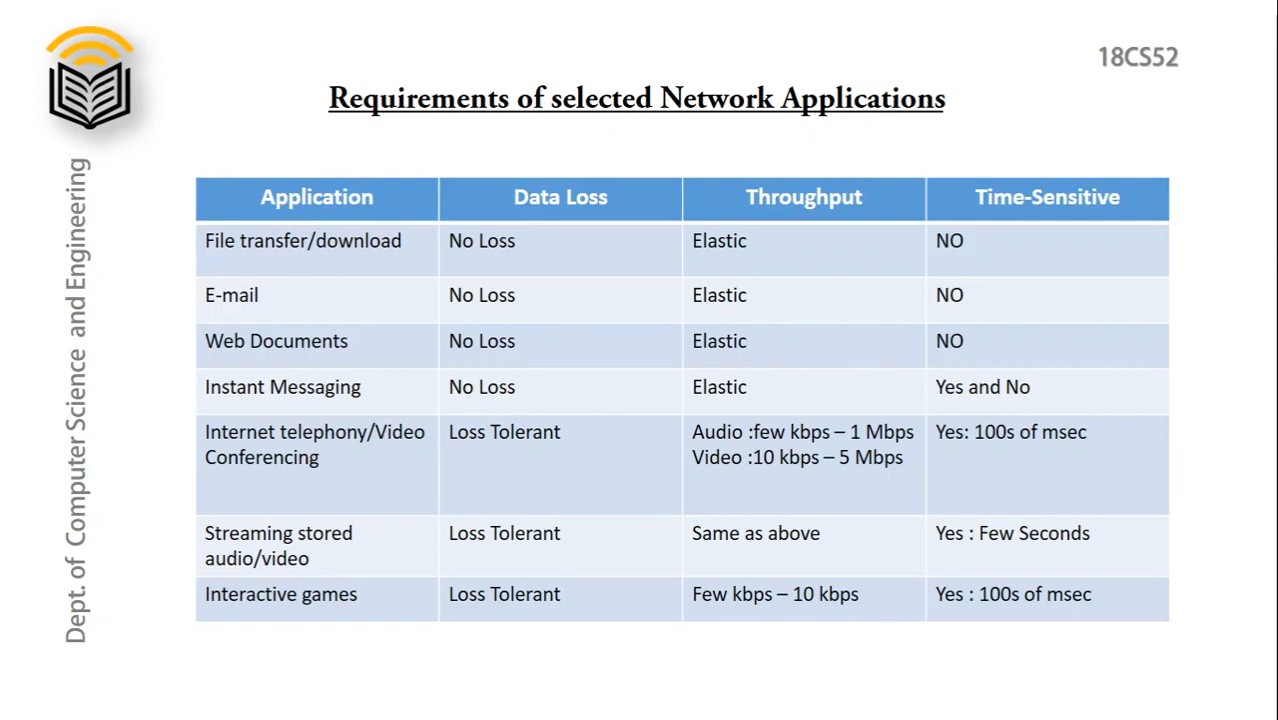 18CS52
Requirements of selected Network Applications
Dept. of Computer Science and Engineering
Application Data Loss Throughput Time-Sensitive
File transfer/download No Loss Elastic NO
E-mail No Loss Elastic NO
Web Documents No Loss Elastic NO
Instant Messaging No Loss Elastic Yes and No
Internet telephony/Video Loss Tolerant Audio :few kbps – 1 Mbps Yes: 100s of msec
Conferencing Video :10 kbps – 5 Mbps
Streaming stored Loss Tolerant Same as above Yes : Few Seconds
audio/video
Interactive games Loss Tolerant Few kbps – 10 kbps Yes : 100s of msec